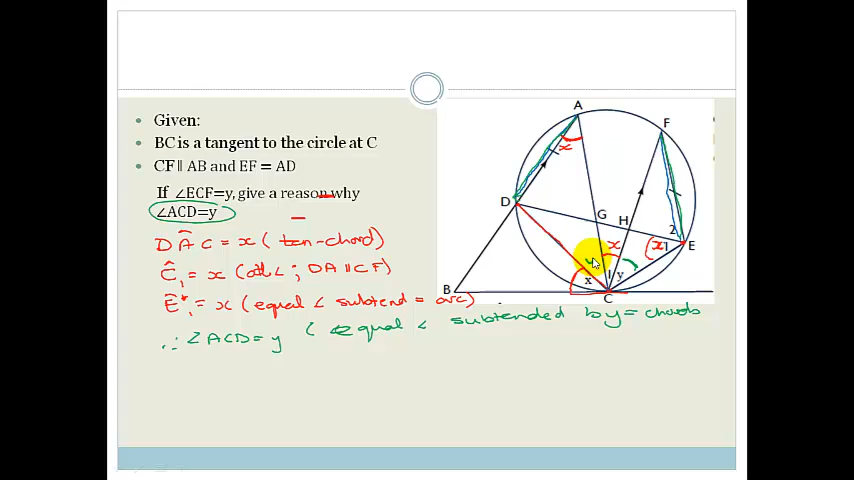 Given:
BC is a tangent to the circle at C
CF ∥ AB and EF = AD
If ∠ECF=y, give a reason why
∠ACD=y
DÂC = x (tan-chord)
Ĉ₁ = x (alt∠; DA ∥ CF)
Ê₁ = x (equal ∠ subtend = arc)
∴ ∠ACD = y (equal ∠ subtended by = chords
A
F
x
D
G
H
2
x
x
1
E
y
1
y
x
B
C